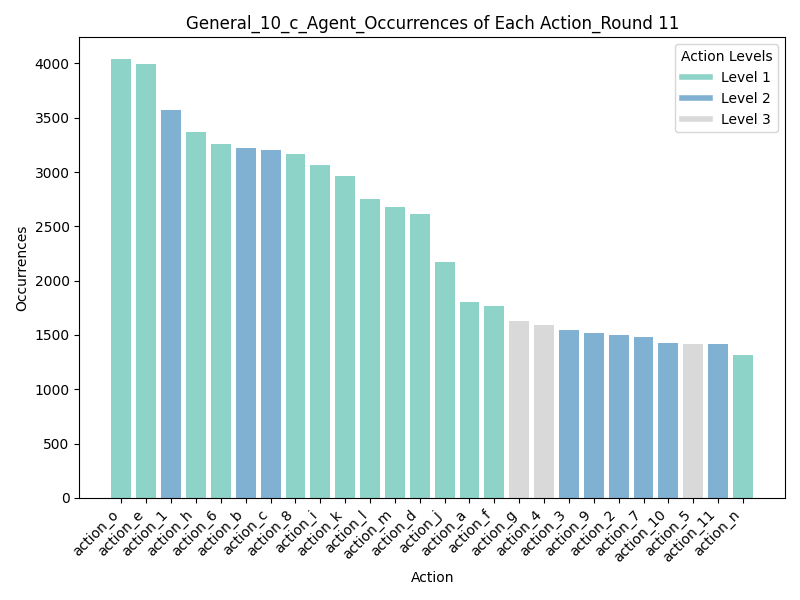 General_10_c_Agent_Occurrences of Each Action_Round 11
Action Levels
Level 1
Level 2
Level 3
Occurrences
4000
3500
3000
2500
2000
1500
1000
500
0
action_o
action_e
action_1
action_h
action_6
action_b
action_c
action_8
action_i
action_k
action_l
action_m
action_d
action_j
action_a
action_f
action_g
action_4
action_3
action_9
action_2
action_7
action_10
action_5
action_11
action_n
Action